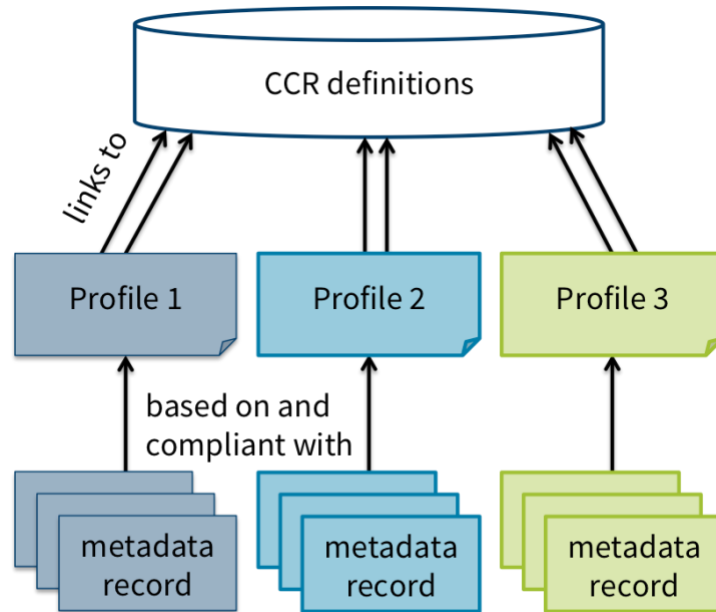 CCR definitions
links to
Profile 1
Profile 2
Profile 3
based on and
compliant with
metadata
record
metadata
record
metadata
record